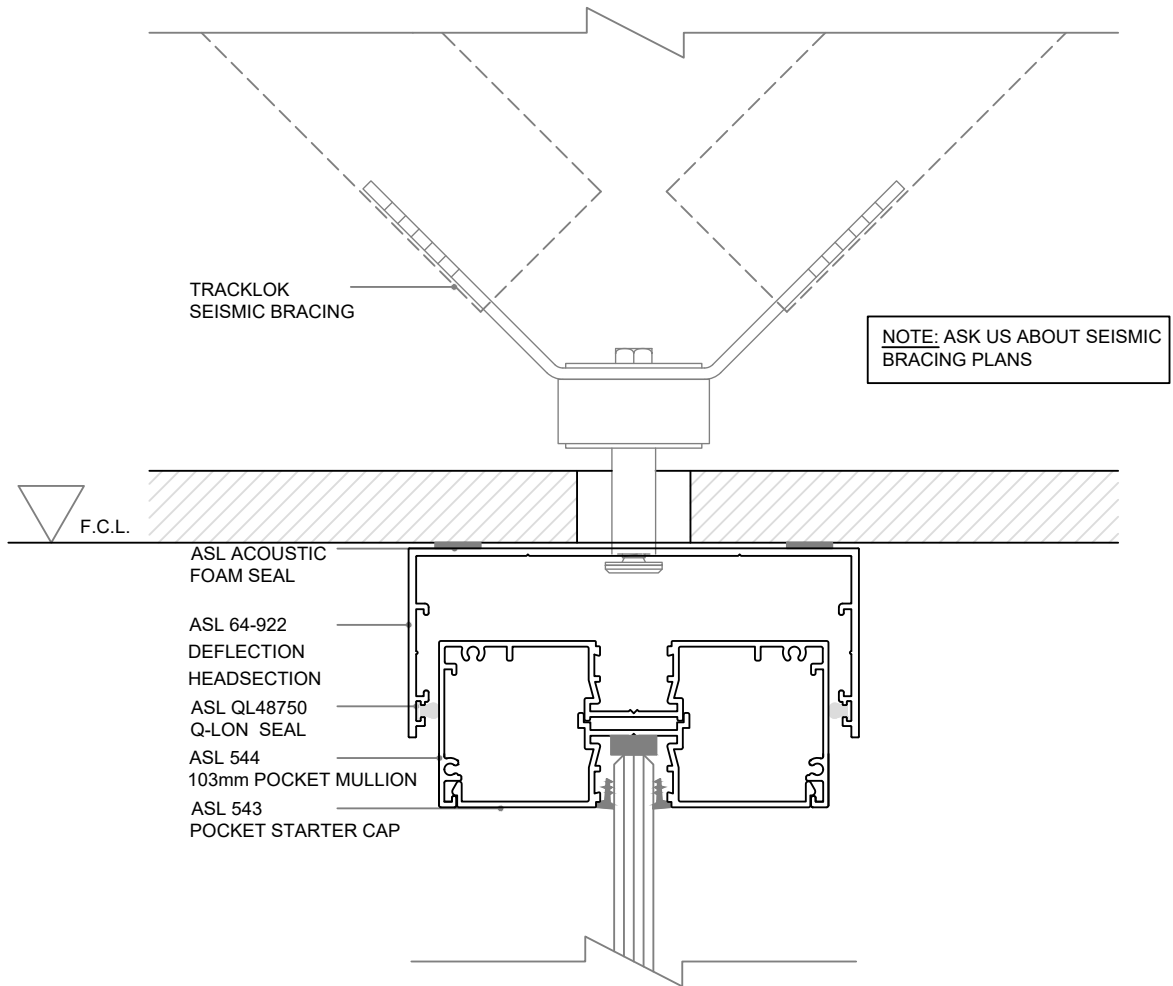 TRACKLOK
SEISMIC BRACING
NOTE: ASK US ABOUT SEISMIC
BRACING PLANS
F.C.L.
ASL ACOUSTIC
FOAM SEAL
ASL 64-922
DEFLECTION
HEADSECTION
ASL QL48750
Q-LON SEAL
ASL 544
103mm POCKET MULLION
ASL 543
POCKET STARTER CAP